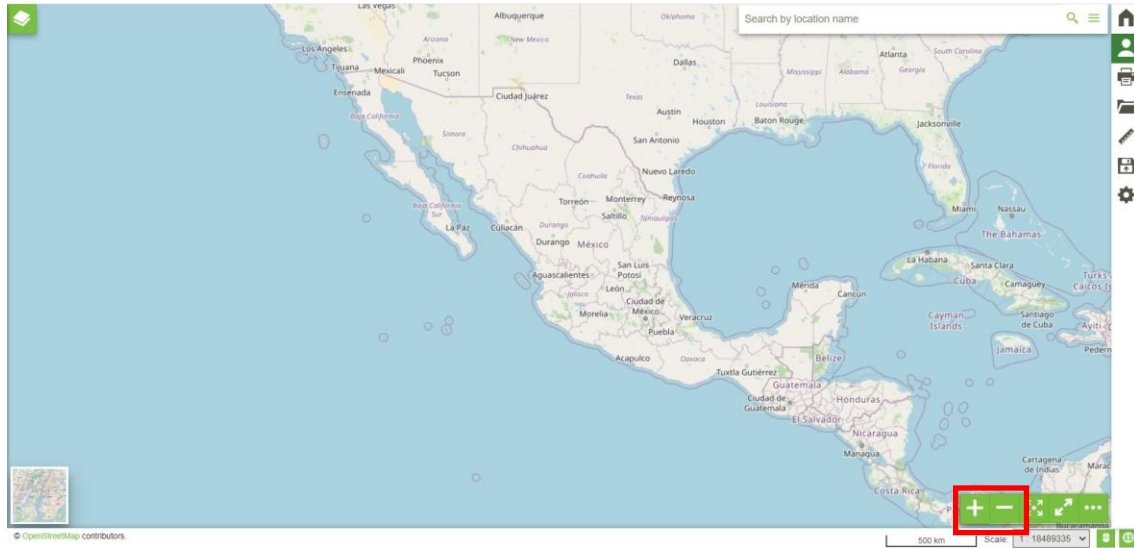 Las Vegas
Albuquerque
Oklahoma
Search by location name
Arizona
New Mexico
Los Angeles
Phoenix
Dallas
Atlanta
South Carolina
Tijuana
Mexicali
Tucson
Mississippi
Alabama
Georgia
Ensenada
Ciudad Juárez
Texas
Baja California
Austin
Louisiana
Houston
Baton Rouge
Jacksonville
Sonora
San Antonio
Chihuahua
Coahuila
Nuevo Laredo
Florida
Torreón
Monterrey
Reynosa
Baja California
Sur
Saltillo
Tamaulipas
Miami
Nassau
La Paz
Culiacán
Durango
The Bahamas
Durango
México
La Habana
Santa Clara
Aguascalientes
San Luis
Potosí
Cuba
Camagüey
Turks
Caicos Is
León
Mérida
Cancún
Jalisco
Ciudad de
México
Morelia
Veracruz
Cayman
Islands
Santiago
de Cuba
Ayiti
Puebla
Jamaica
Pedern
Acapulco
Oaxaca
Belize
Tuxtla Gutiérrez
Guatemala
Ciudad de
Guatemala
Honduras
El Salvador
Nicaragua
Managua
Cartagena
de Indias
Marac
Costa Rica
Bucaramanga
© OpenStreetMap contributors.
500 km
Scale
1 : 18489335